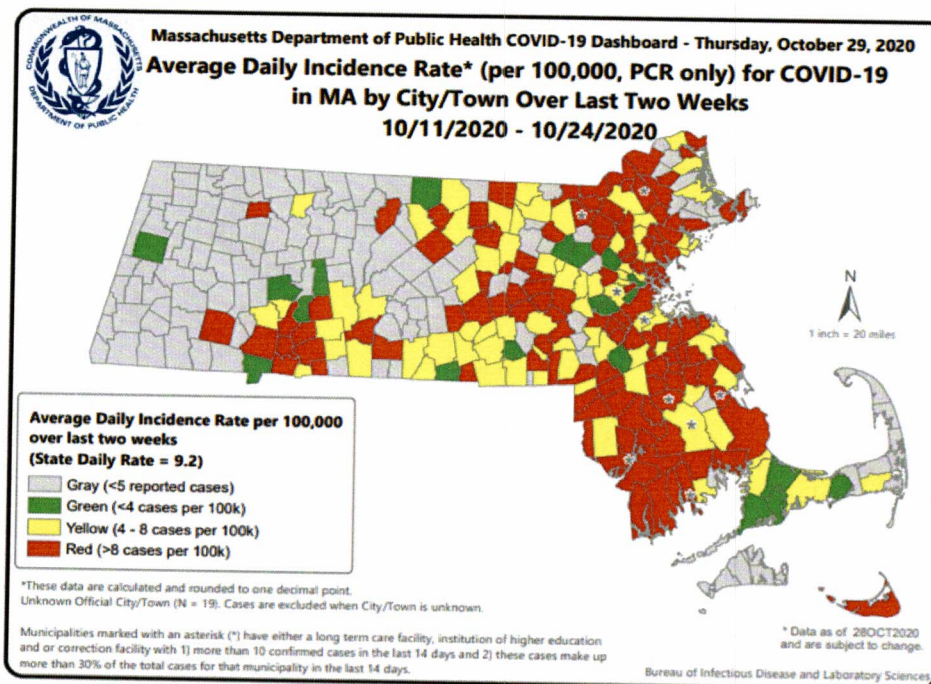 COMMONWEALTH OF MASSACHUSETTS
DEPARTMENT OF PUBLIC HEALTH
Massachusetts Department of Public Health COVID-19 Dashboard - Thursday, October 29, 2020
Average Daily Incidence Rate* (per 100,000, PCR only) for COVID-19
in MA by City/Town Over Last Two Weeks
10/11/2020 - 10/24/2020
N
1 inch = 20 miles
Average Daily Incidence Rate per 100,000
over last two weeks
(State Daily Rate = 9.2)
Gray (<5 reported cases)
Green (<4 cases per 100k)
Yellow (4 - 8 cases per 100k)
Red (>8 cases per 100k)
*These data are calculated and rounded to one decimal point.
Unknown Official City/Town (N = 19). Cases are excluded when City/Town is unknown.
Municipalities marked with an asterisk (*) have either a long term care facility, institution of higher education
and or correction facility with 1) more than 10 confirmed cases in the last 14 days and 2) these cases make up
more than 30% of the total cases for that municipality in the last 14 days.
* Data as of 28OCT2020
and are subject to change.
Bureau of Infectious Disease and Laboratory Sciences